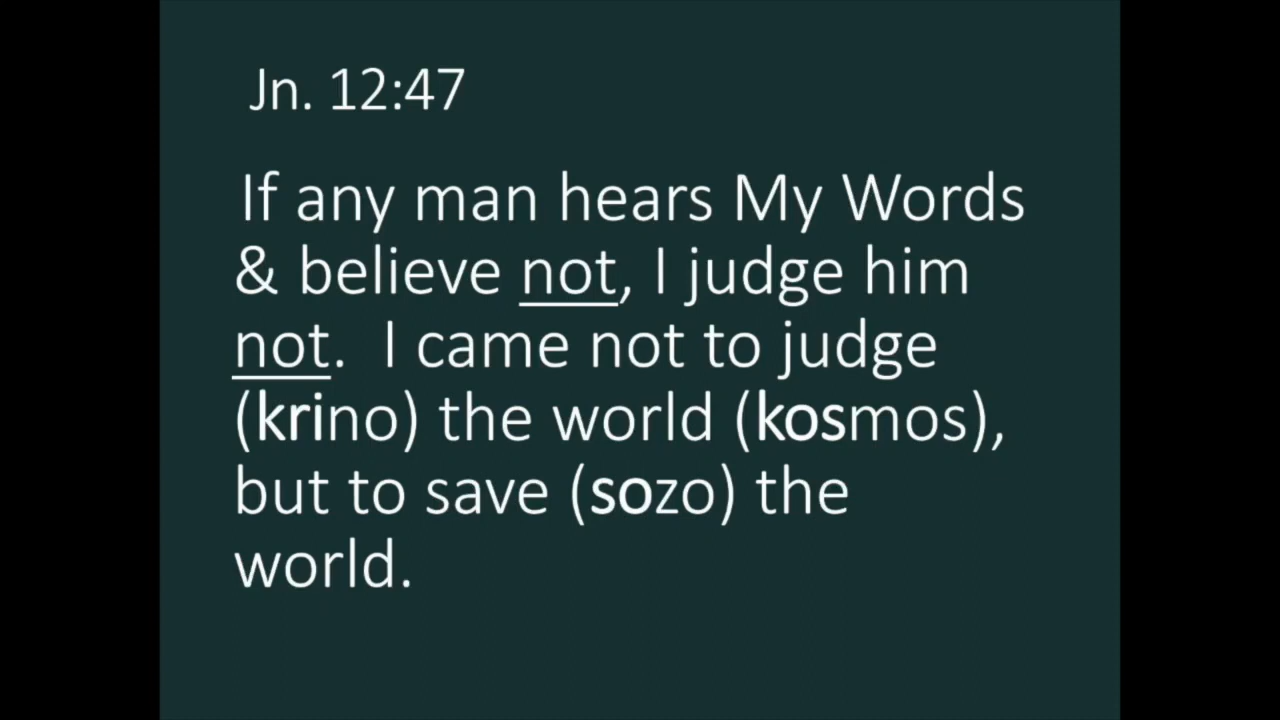 Jn. 12:47
If any man hears My Words
& believe not, I judge him
not.  I came not to judge
(krino) the world (kosmos),
but to save (sozo) the
world.